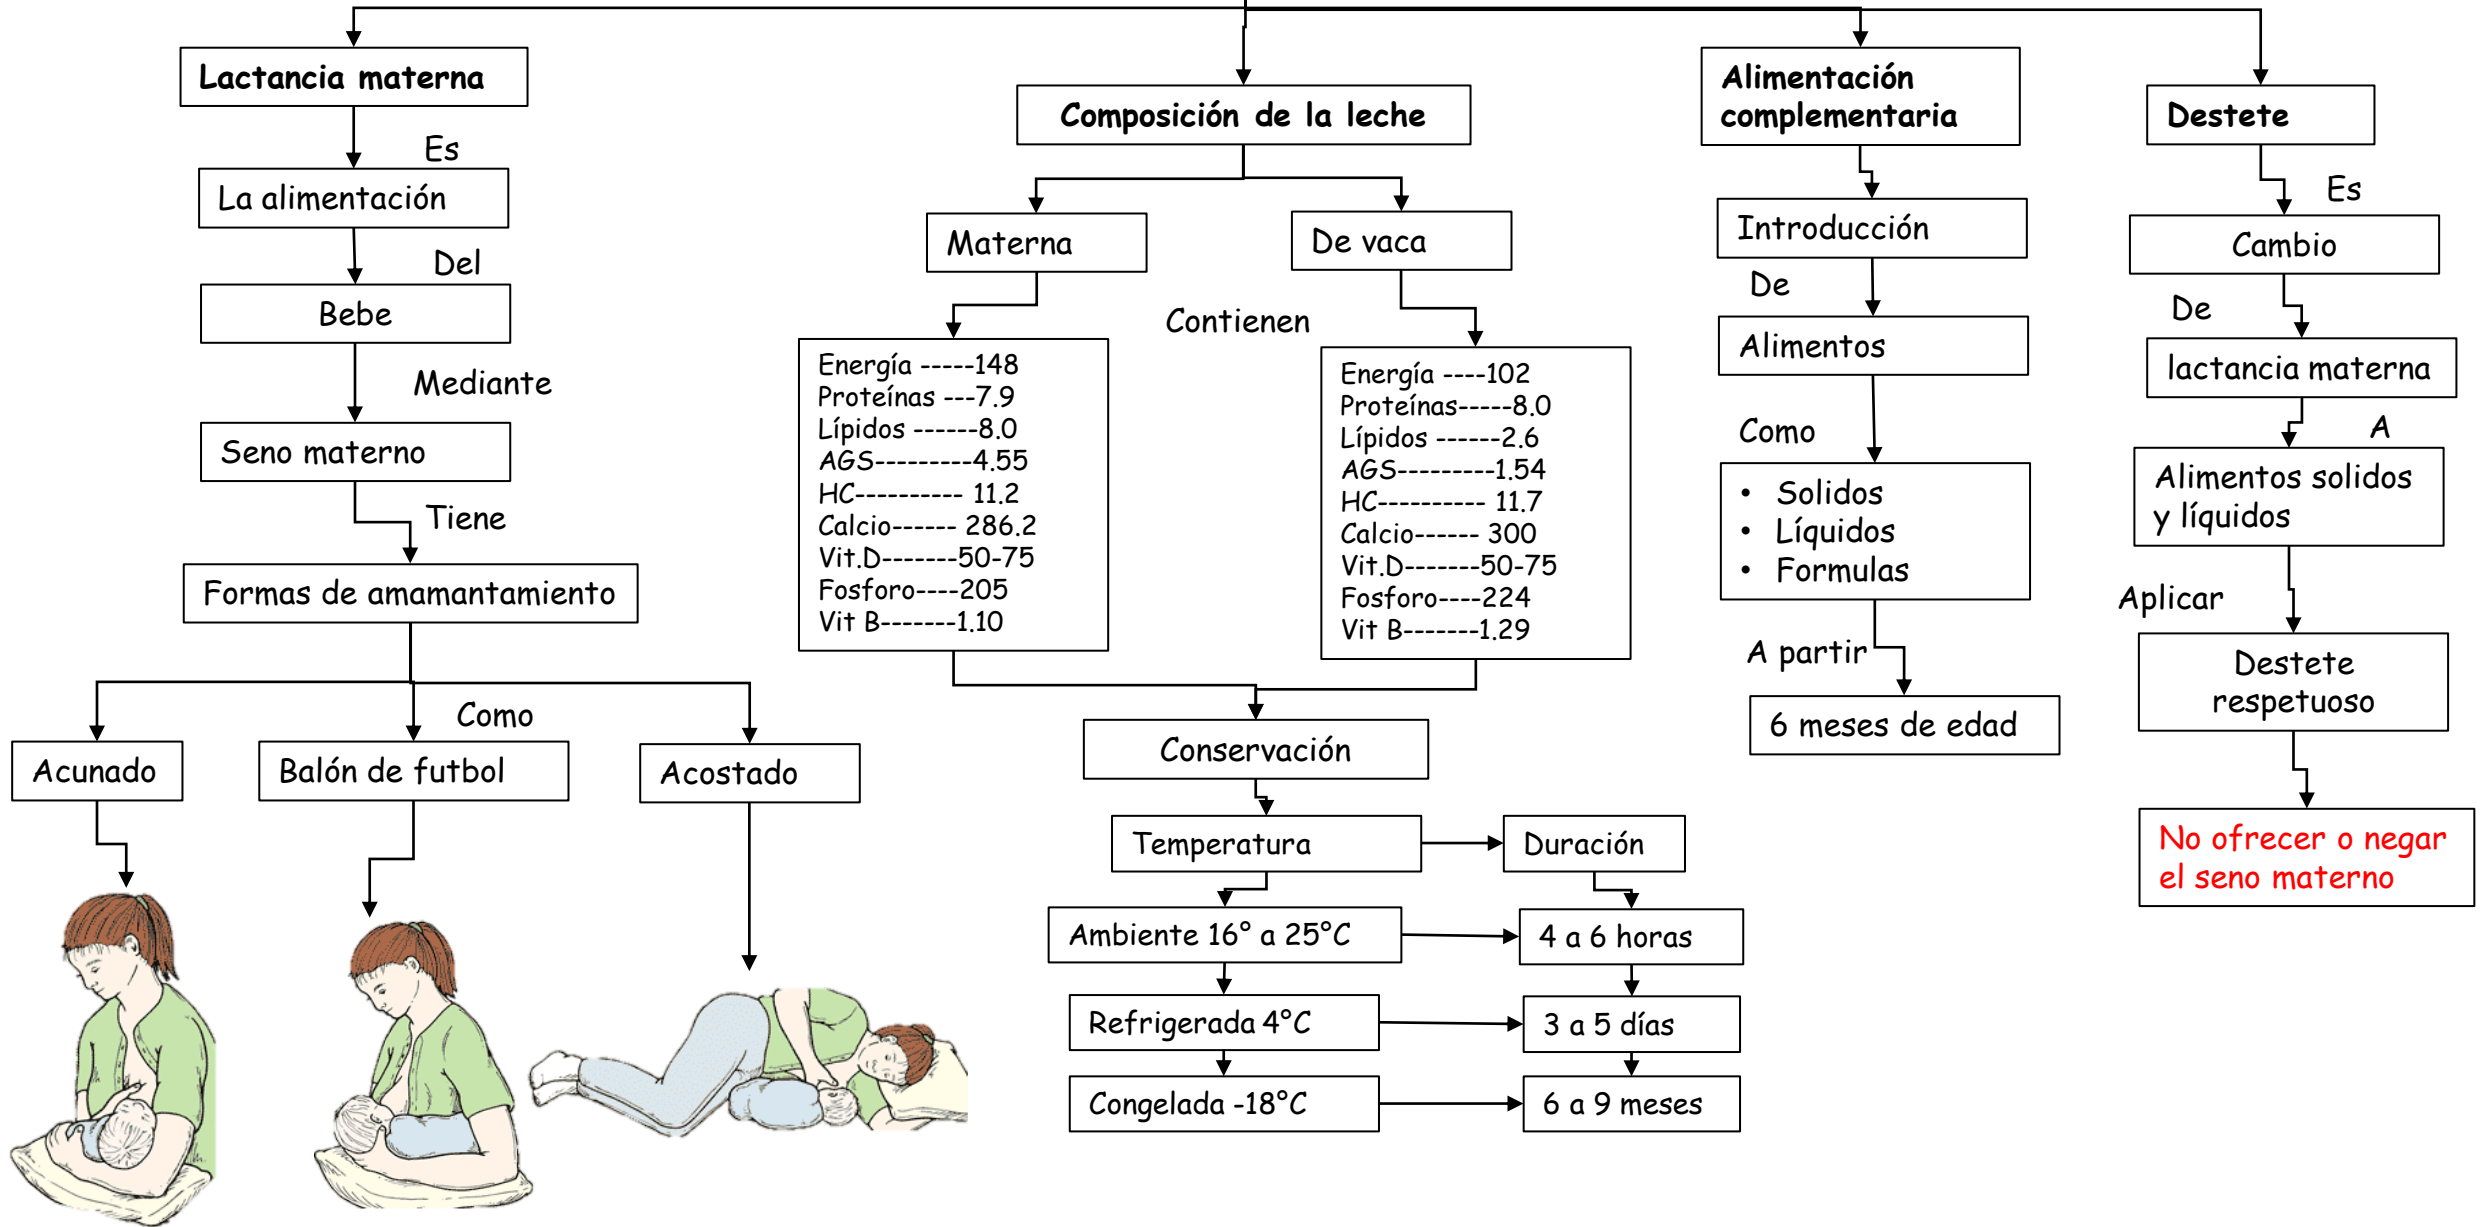 Lactancia materna
Es
La alimentación
Del
Bebe
Mediante
Seno materno
Tiene
Formas de amamantamiento
Como
Acunado
Balón de futbol
Acostado
Composición de la leche
Materna
De vaca
Contienen
Energía -----148
Proteínas ---7.9
Lípidos ------8.0
AGS---------4.55
HC---------- 11.2
Calcio------ 286.2
Vit.D-------50-75
Fosforo----205
Vit B-------1.10
Energía ----102
Proteínas-----8.0
Lípidos ------2.6
AGS---------1.54
HC---------- 11.7
Calcio------ 300
Vit.D-------50-75
Fosforo----224
Vit B-------1.29
Conservación
Temperatura
Duración
Ambiente 16° a 25°C
4 a 6 horas
Refrigerada 4°C
3 a 5 días
Congelada -18°C
6 a 9 meses
Alimentación
complementaria
Introducción
De
Alimentos
Como
• Solidos
• Líquidos
• Formulas
A partir
6 meses de edad
Destete
Es
Cambio
De
lactancia materna
A
Alimentos solidos
y líquidos
Aplicar
Destete
respetuoso
No ofrecer o negar
el seno materno